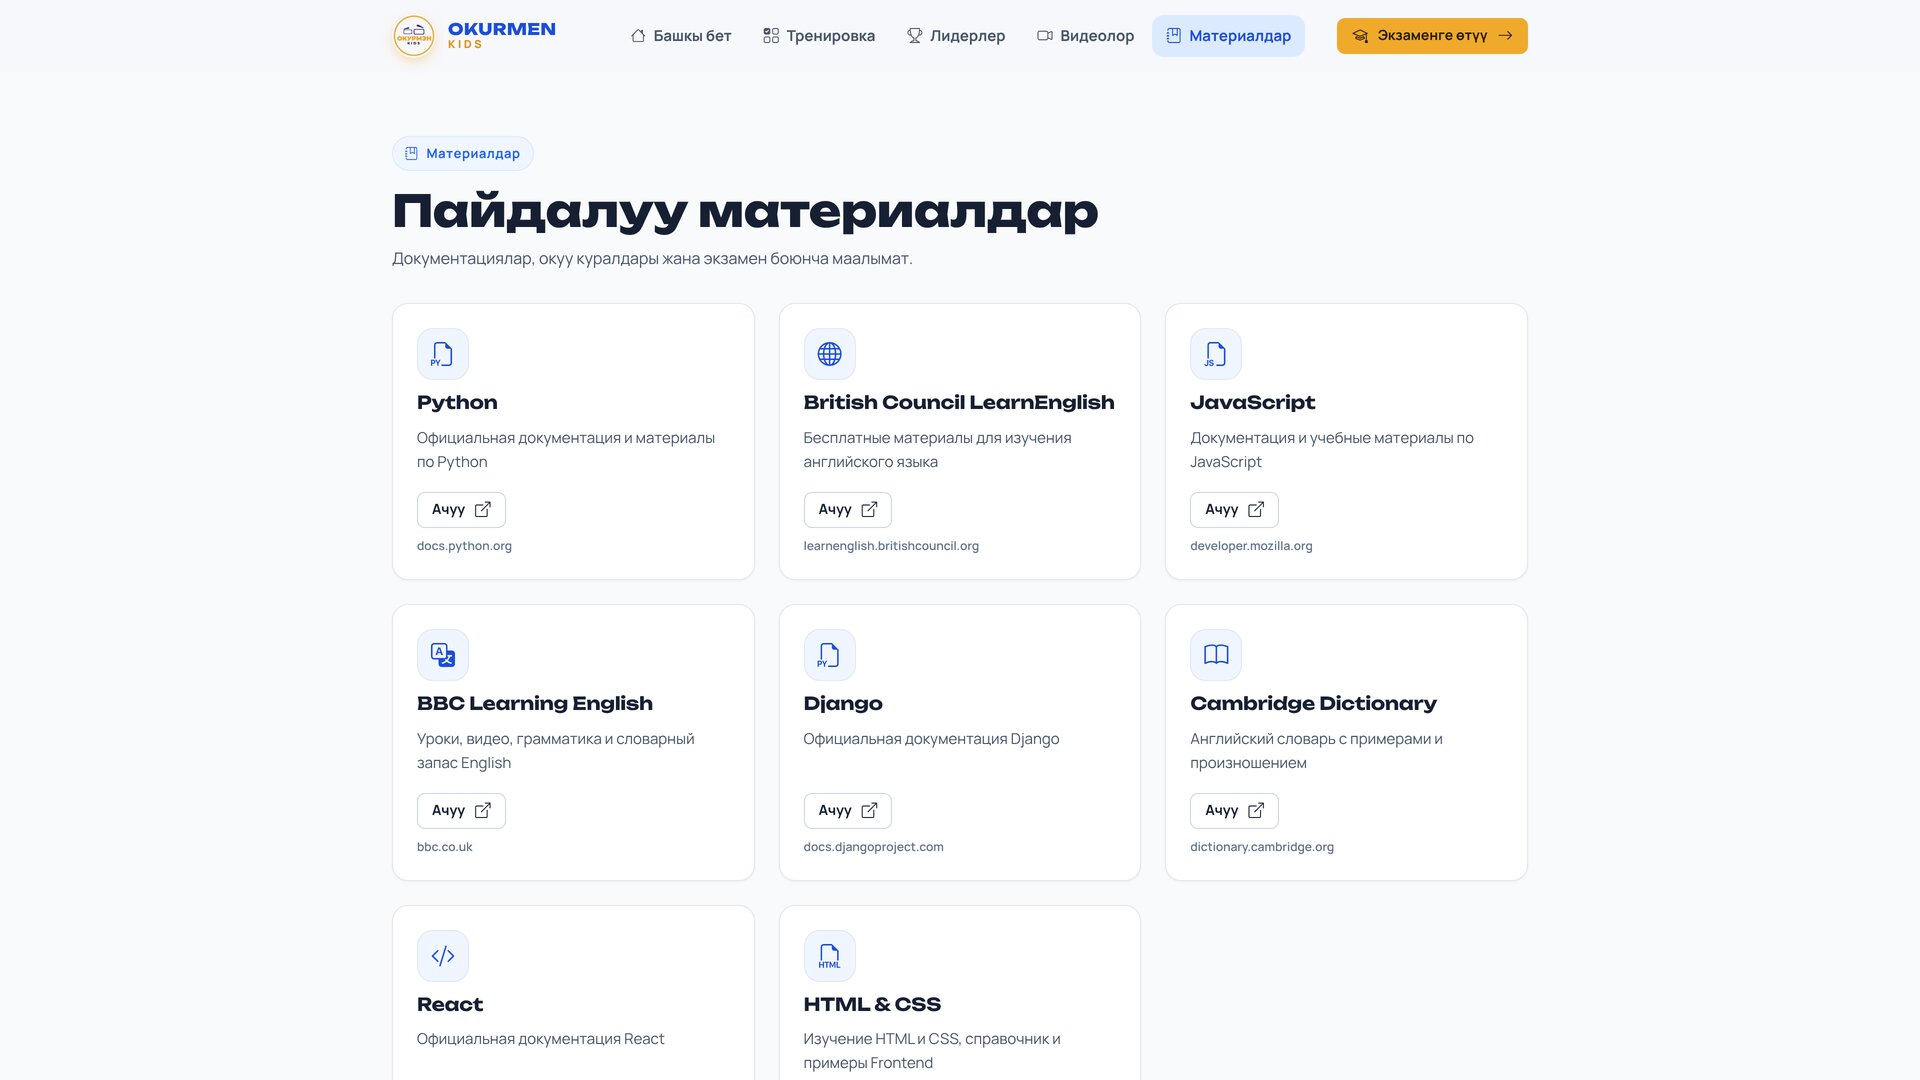 ОКУРМЭН
KIDS
OKURMEN
KIDS
Башкы бет
Тренировка
Лидерлер
Видеолор
Материалдар
Экзаменге өтүү
Материалдар
Пайдалуу материалдар
Документациялар, окуу куралдары жана экзамен боюнча маалымат.
PY
Python
Официальная документация и материалы
по Python
Ачуу
docs.python.org
British Council LearnEnglish
Бесплатные материалы для изучения
английского языка
Ачуу
learnenglish.britishcouncil.org
JS
JavaScript
Документация и учебные материалы по
JavaScript
Ачуу
developer.mozilla.org
A
BBC Learning English
Уроки, видео, грамматика и словарный
запас English
Ачуу
bbc.co.uk
PY
Django
Официальная документация Django
Ачуу
docs.djangoproject.com
Cambridge Dictionary
Английский словарь с примерами и
произношением
Ачуу
dictionary.cambridge.org
</>
React
Официальная документация React
HTML
HTML & CSS
Изучение HTML и CSS, справочник и
примеры Frontend